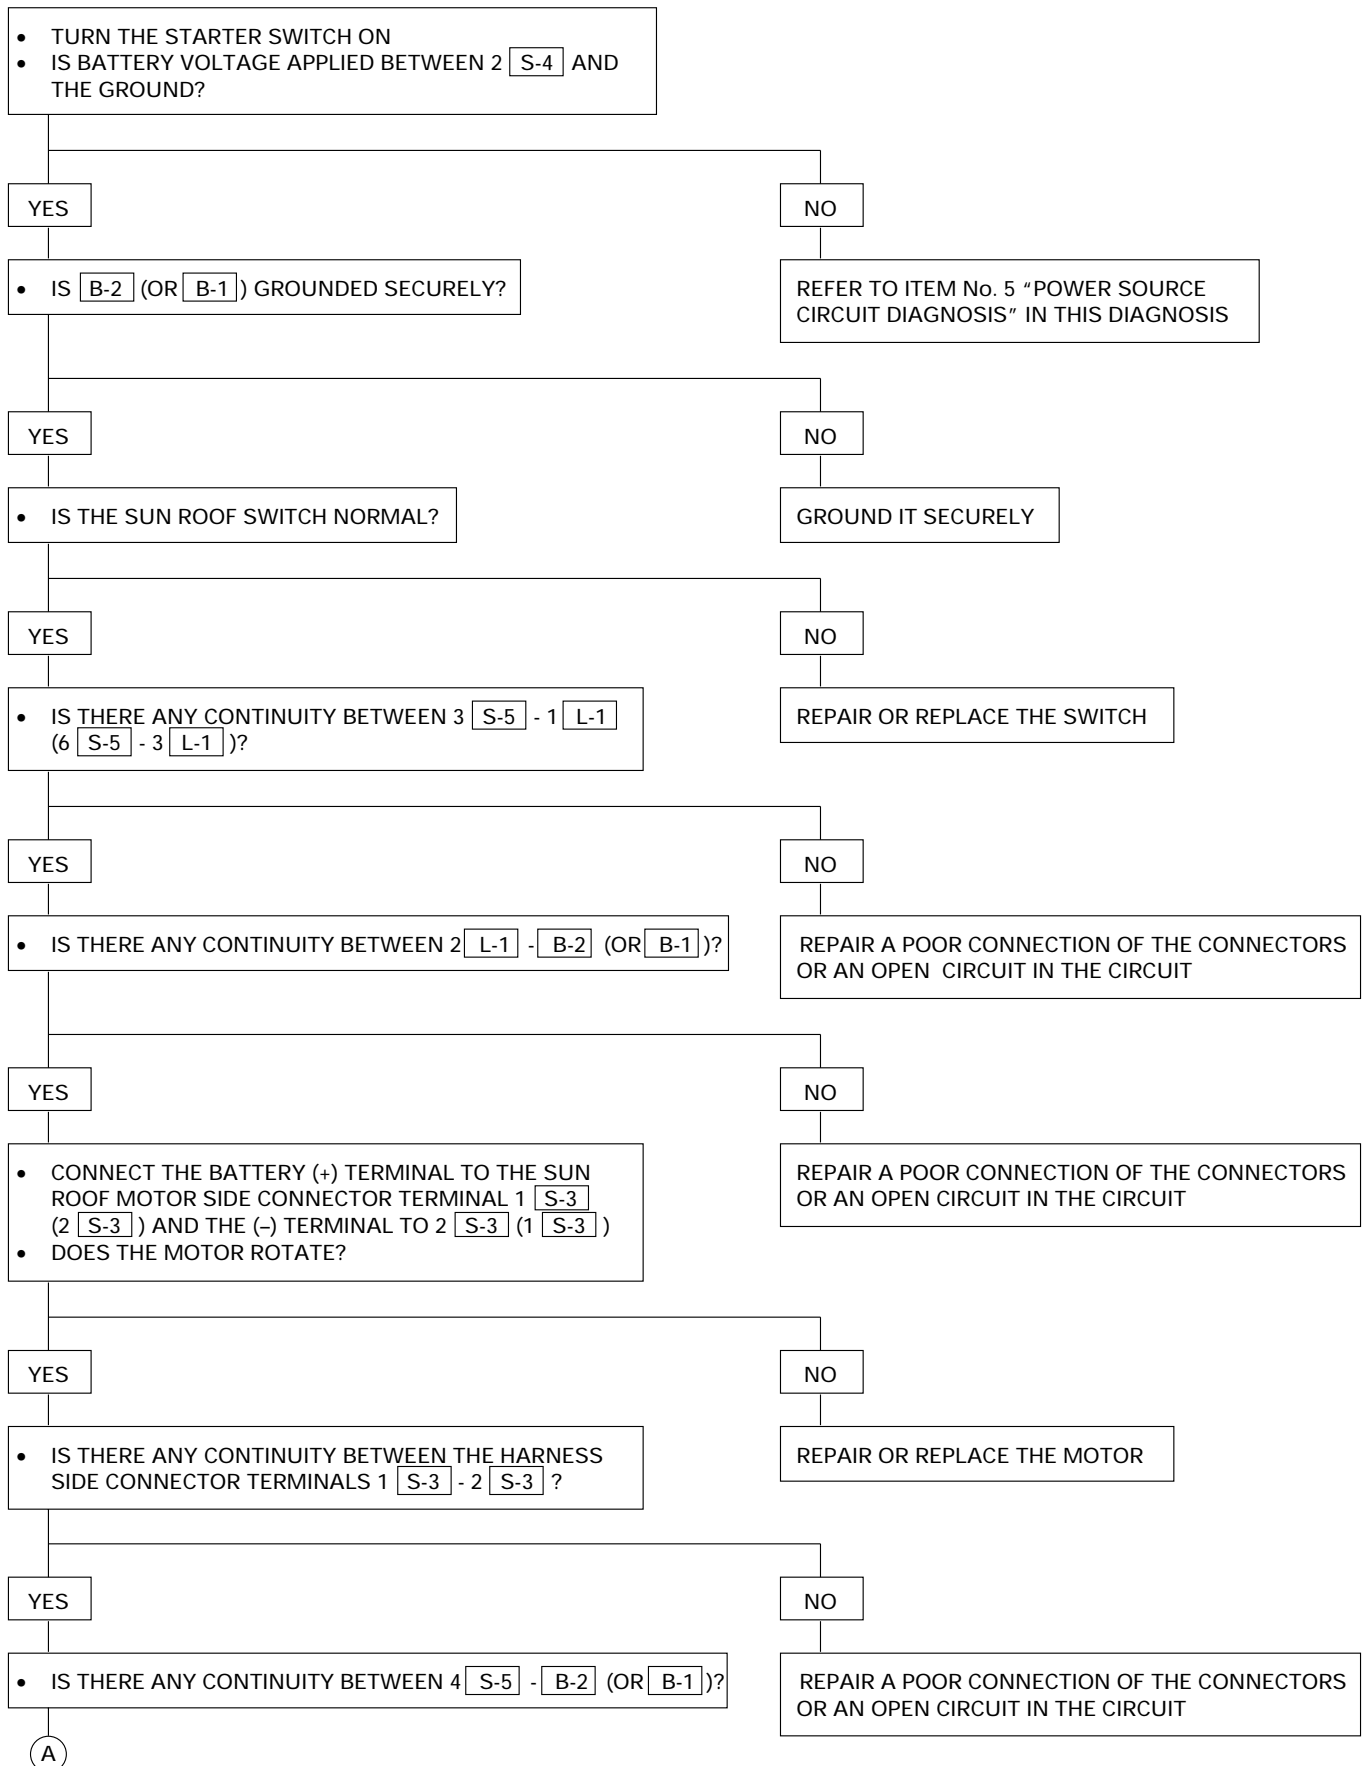 • TURN THE STARTER SWITCH ON
• IS BATTERY VOLTAGE APPLIED BETWEEN 2 S-4 AND
THE GROUND?
YES
NO
• IS B-2 (OR B-1 ) GROUNDED SECURELY?
REFER TO ITEM No. 5 “POWER SOURCE
CIRCUIT DIAGNOSIS” IN THIS DIAGNOSIS
YES
NO
• IS THE SUN ROOF SWITCH NORMAL?
GROUND IT SECURELY
YES
NO
• IS THERE ANY CONTINUITY BETWEEN 3 S-5 - 1 L-1
(6 S-5 - 3 L-1 )?
REPAIR OR REPLACE THE SWITCH
YES
NO
• IS THERE ANY CONTINUITY BETWEEN 2 L-1 - B-2 (OR B-1 )?
REPAIR A POOR CONNECTION OF THE CONNECTORS
OR AN OPEN CIRCUIT IN THE CIRCUIT
YES
NO
• CONNECT THE BATTERY (+) TERMINAL TO THE SUN
ROOF MOTOR SIDE CONNECTOR TERMINAL 1 S-3
(2 S-3 ) AND THE (–) TERMINAL TO 2 S-3 (1 S-3 )
• DOES THE MOTOR ROTATE?
REPAIR A POOR CONNECTION OF THE CONNECTORS
OR AN OPEN CIRCUIT IN THE CIRCUIT
YES
NO
• IS THERE ANY CONTINUITY BETWEEN THE HARNESS
SIDE CONNECTOR TERMINALS 1 S-3 - 2 S-3 ?
REPAIR OR REPLACE THE MOTOR
YES
NO
• IS THERE ANY CONTINUITY BETWEEN 4 S-5 - B-2 (OR B-1 )?
REPAIR A POOR CONNECTION OF THE CONNECTORS
OR AN OPEN CIRCUIT IN THE CIRCUIT
A